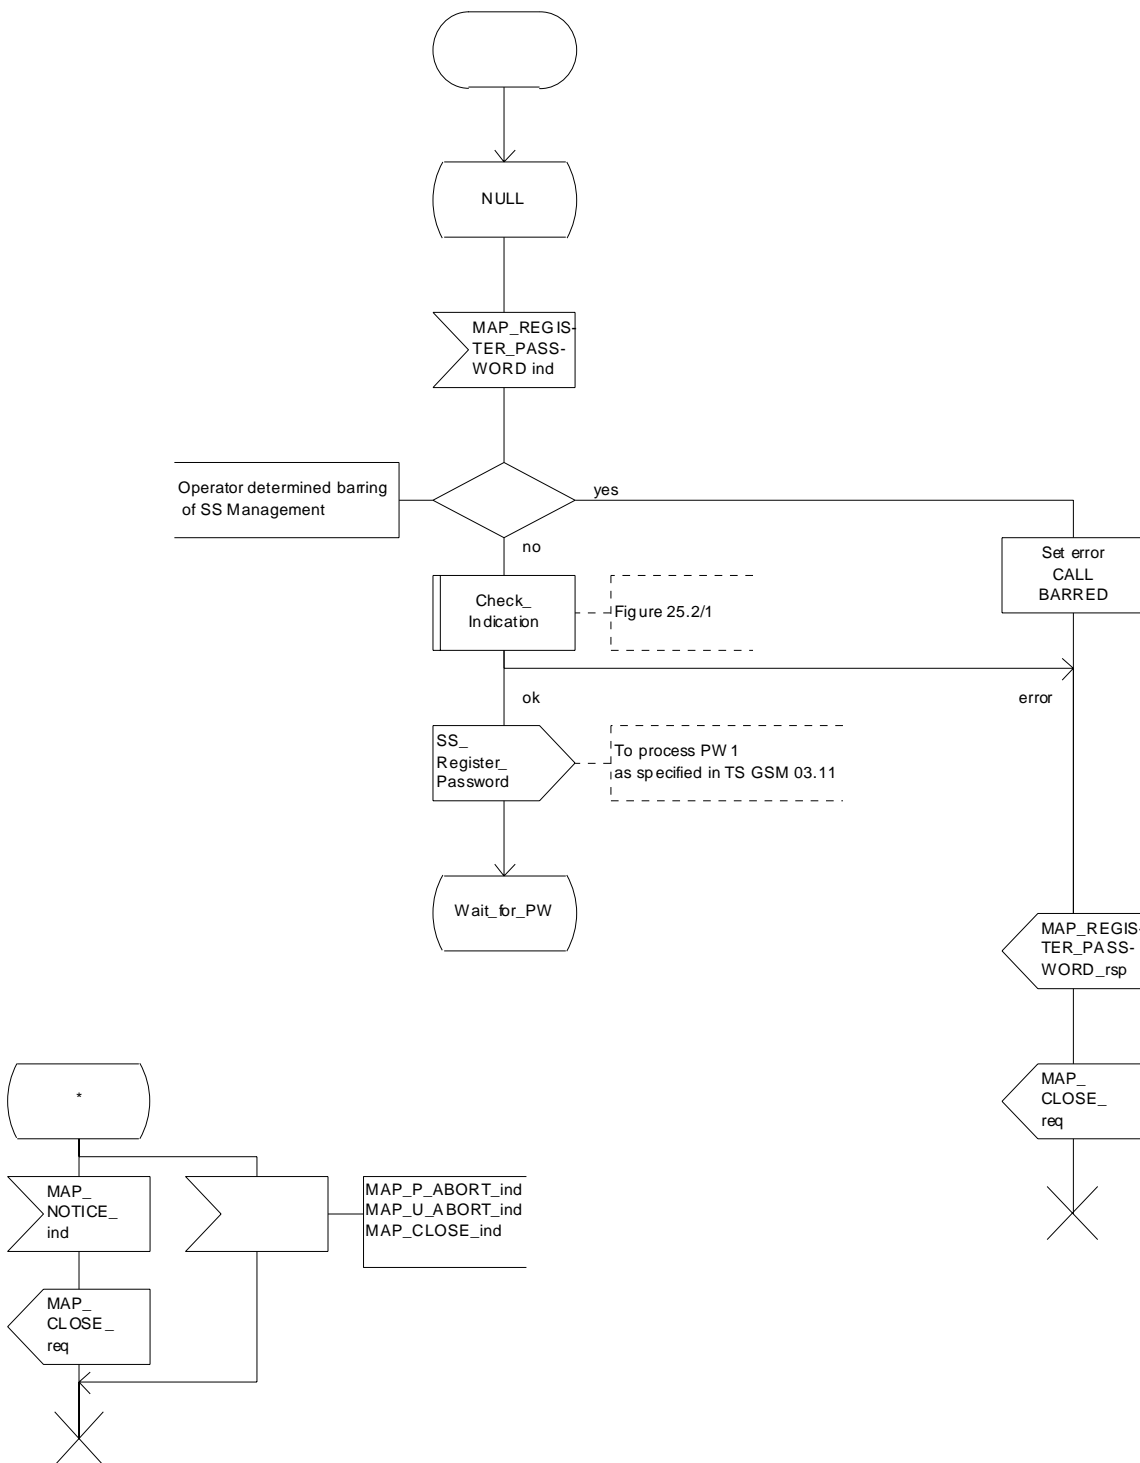 NULL
MAP_REGIS-
TER_PASS-
WORD ind
Operator determined barring
of SS Management
yes
no
Set error
CALL
BARRED
Check_
Indication
Figure 25.2/1
ok
error
SS_
Register_
Password
To process PW1
as specified in TS GSM 03.11
Wait_for_PW
MAP_REGIS-
TER_PASS-
WORD_rsp
*
MAP_
CLOSE_
req
MAP_
NOTICE_
ind
MAP_P_ABORT_ind
MAP_U_ABORT_ind
MAP_CLOSE_ind
MAP_
CLOSE_
req